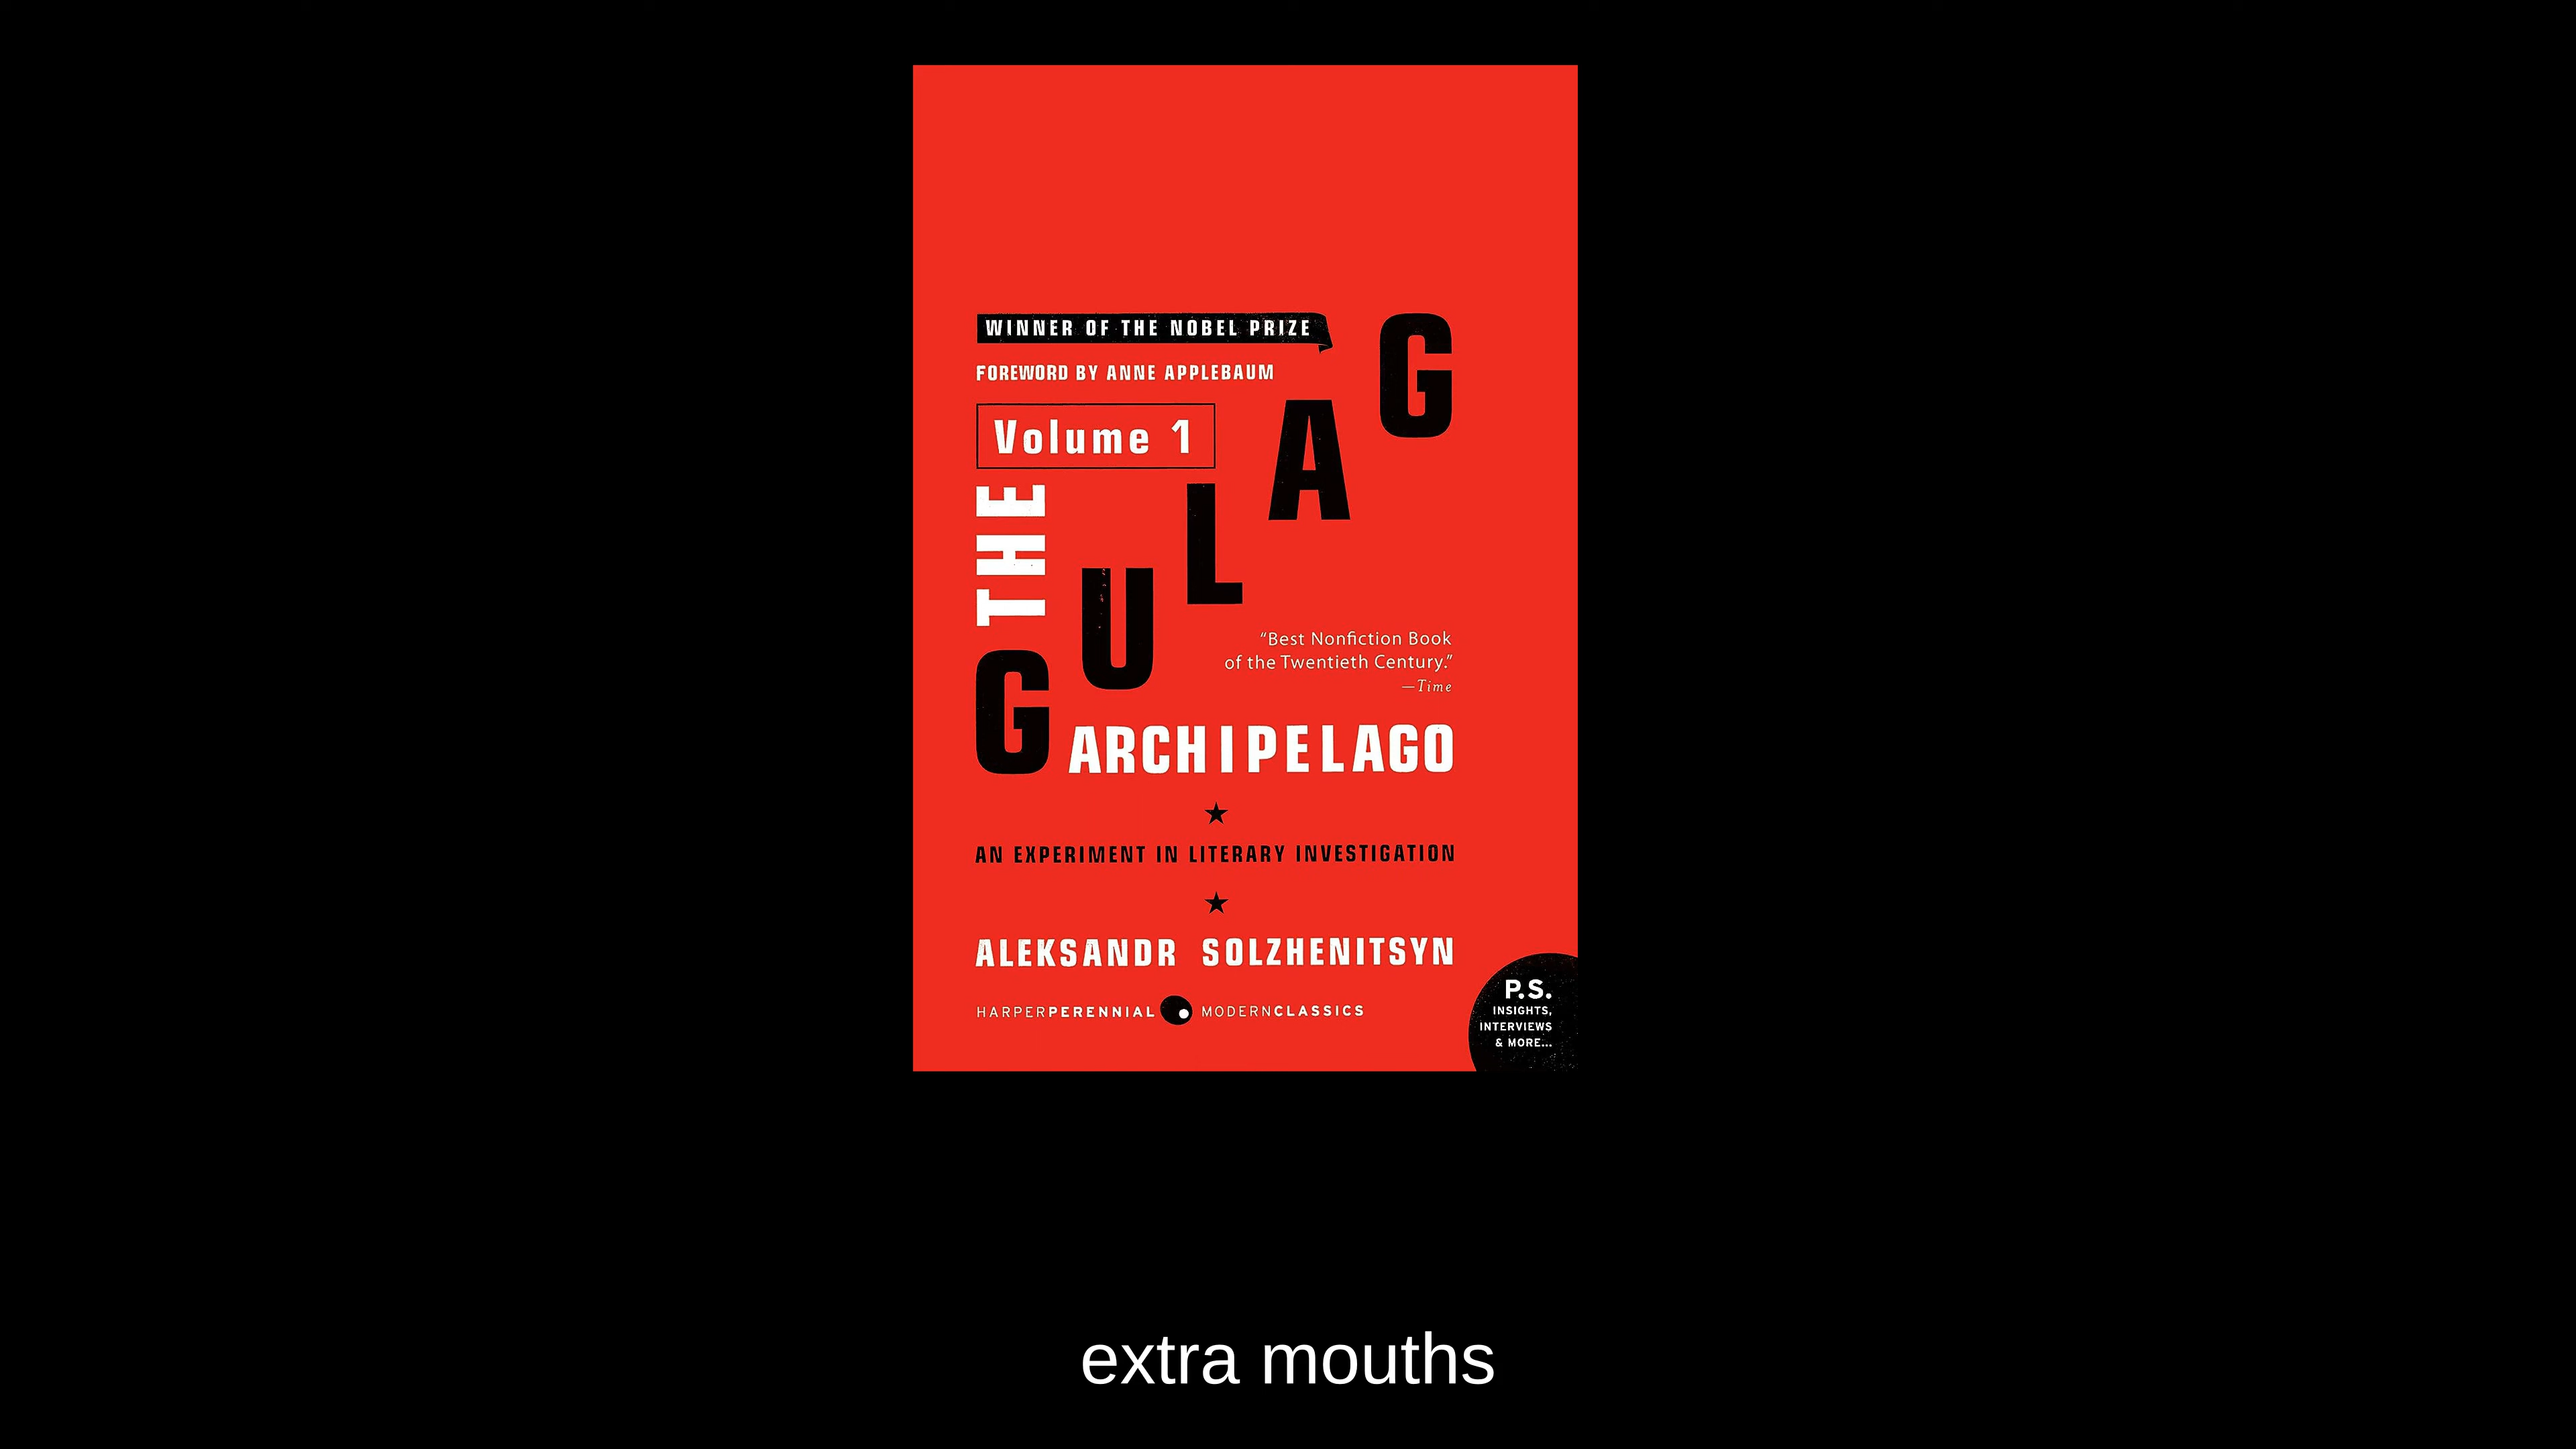 WINNER OF THE NOBEL PRIZE
FOREWORD BY ANNE APPLEBAUM
Volume 1
THE
GULAG
"Best Nonfiction Book
of the Twentieth Century."
—Time
ARCHIPELAGO
AN EXPERIMENT IN LITERARY INVESTIGATION
ALEKSANDR SOLZHENITSYN
HARPERPERENNIAL MODERNCLASSICS
P.S.
INSIGHTS,
INTERVIEWS
& MORE...
extra mouths